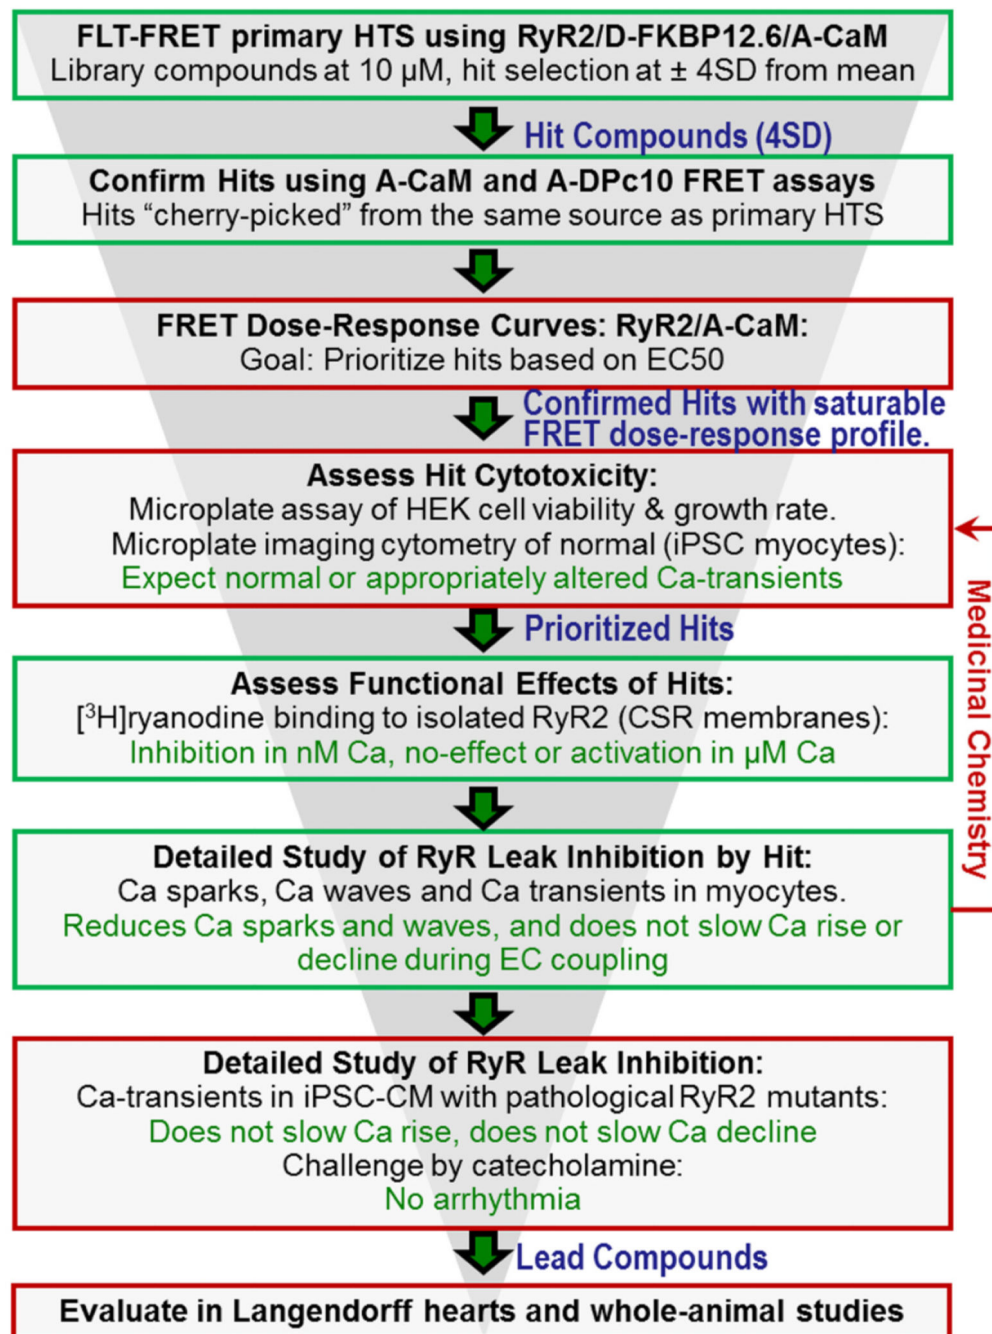 FLT-FRET primary HTS using RyR2/D-FKBP12.6/A-CaM
Library compounds at 10 µM, hit selection at ± 4SD from mean
Hit Compounds (4SD)
Confirm Hits using A-CaM and A-DPc10 FRET assays
Hits “cherry-picked” from the same source as primary HTS
FRET Dose-Response Curves: RyR2/A-CaM:
Goal: Prioritize hits based on EC50
Confirmed Hits with saturable
FRET dose-response profile.
Assess Hit Cytotoxicity:
Microplate assay of HEK cell viability & growth rate.
Microplate imaging cytometry of normal (iPSC myocytes):
Expect normal or appropriately altered Ca-transients
Prioritized Hits
Assess Functional Effects of Hits:
[³H]ryanodine binding to isolated RyR2 (CSR membranes):
Inhibition in nM Ca, no-effect or activation in µM Ca
Detailed Study of RyR Leak Inhibition by Hit:
Ca sparks, Ca waves and Ca transients in myocytes.
Reduces Ca sparks and waves, and does not slow Ca rise or
decline during EC coupling
Medicinal Chemistry
Detailed Study of RyR Leak Inhibition:
Ca-transients in iPSC-CM with pathological RyR2 mutants:
Does not slow Ca rise, does not slow Ca decline
Challenge by catecholamine:
No arrhythmia
Lead Compounds
Evaluate in Langendorff hearts and whole-animal studies